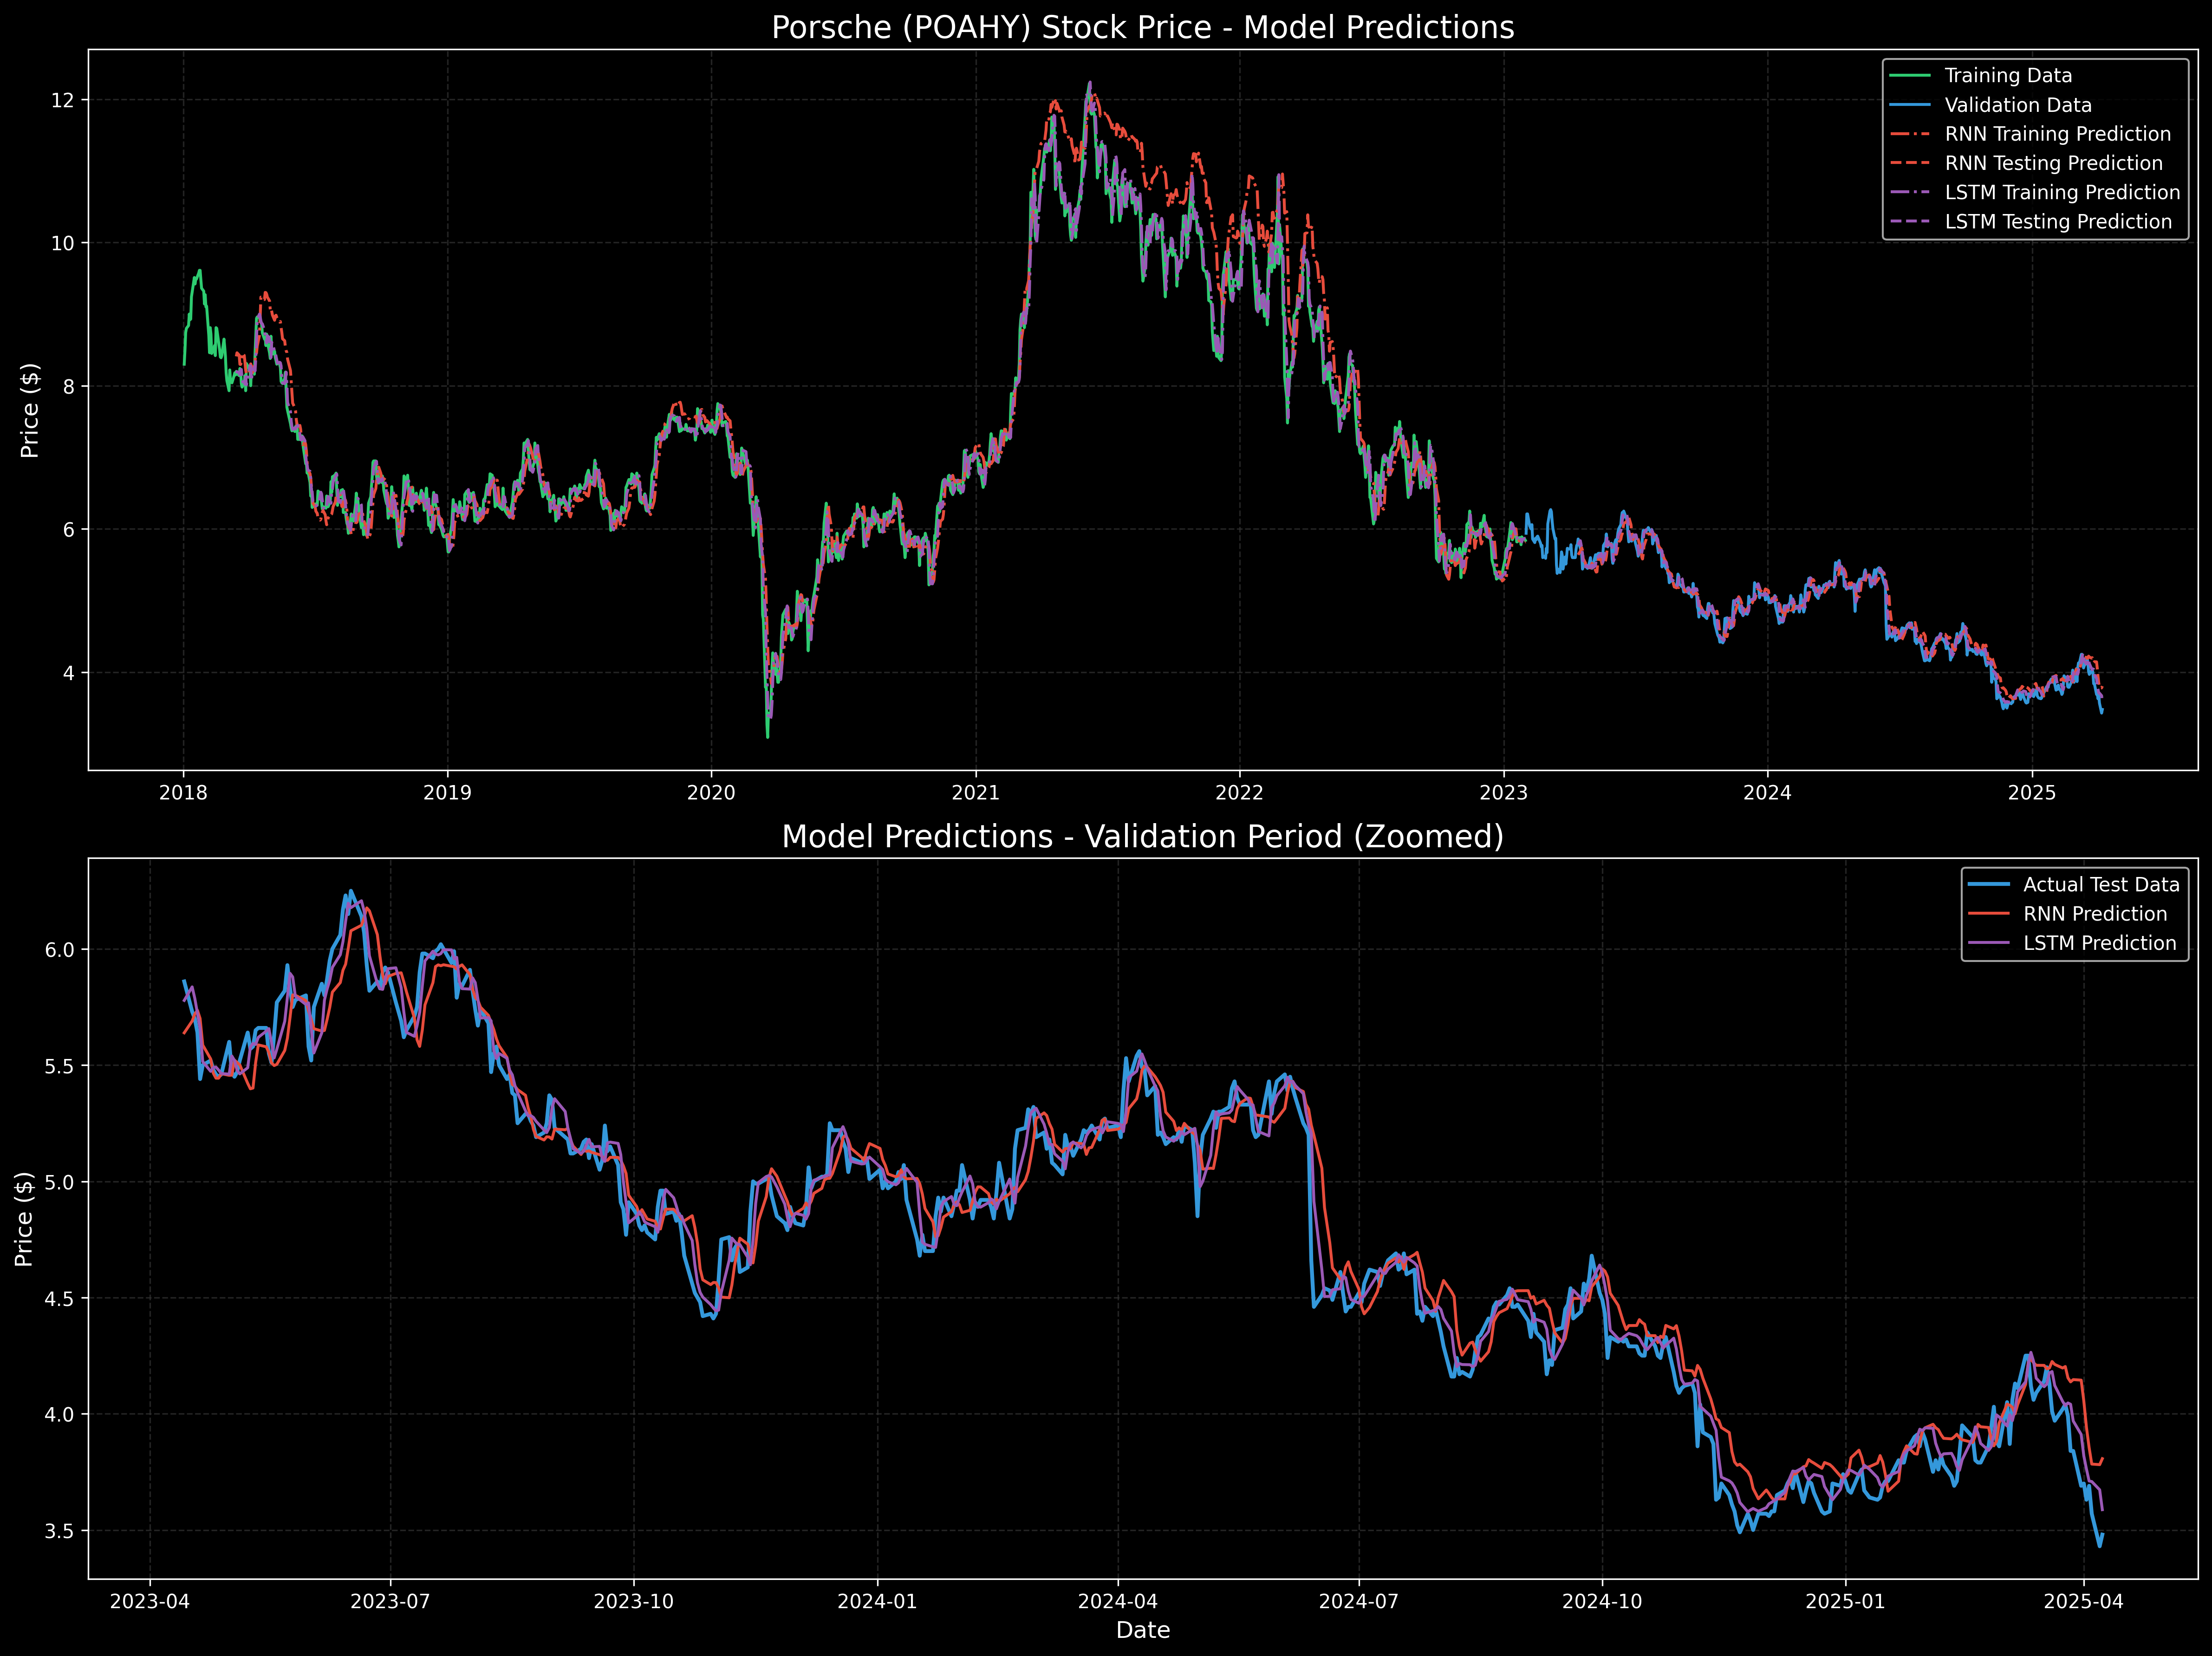 Porsche (POAHY) Stock Price - Model Predictions
Training Data
Validation Data
RNN Training Prediction
RNN Testing Prediction
LSTM Training Prediction
LSTM Testing Prediction
Price ($)
12
10
8
6
4
2018
2019
2020
2021
2022
2023
2024
2025
Model Predictions - Validation Period (Zoomed)
Actual Test Data
RNN Prediction
LSTM Prediction
Price ($)
6.0
5.5
5.0
4.5
4.0
3.5
2023-04
2023-07
2023-10
2024-01
2024-04
2024-07
2024-10
2025-01
2025-04
Date